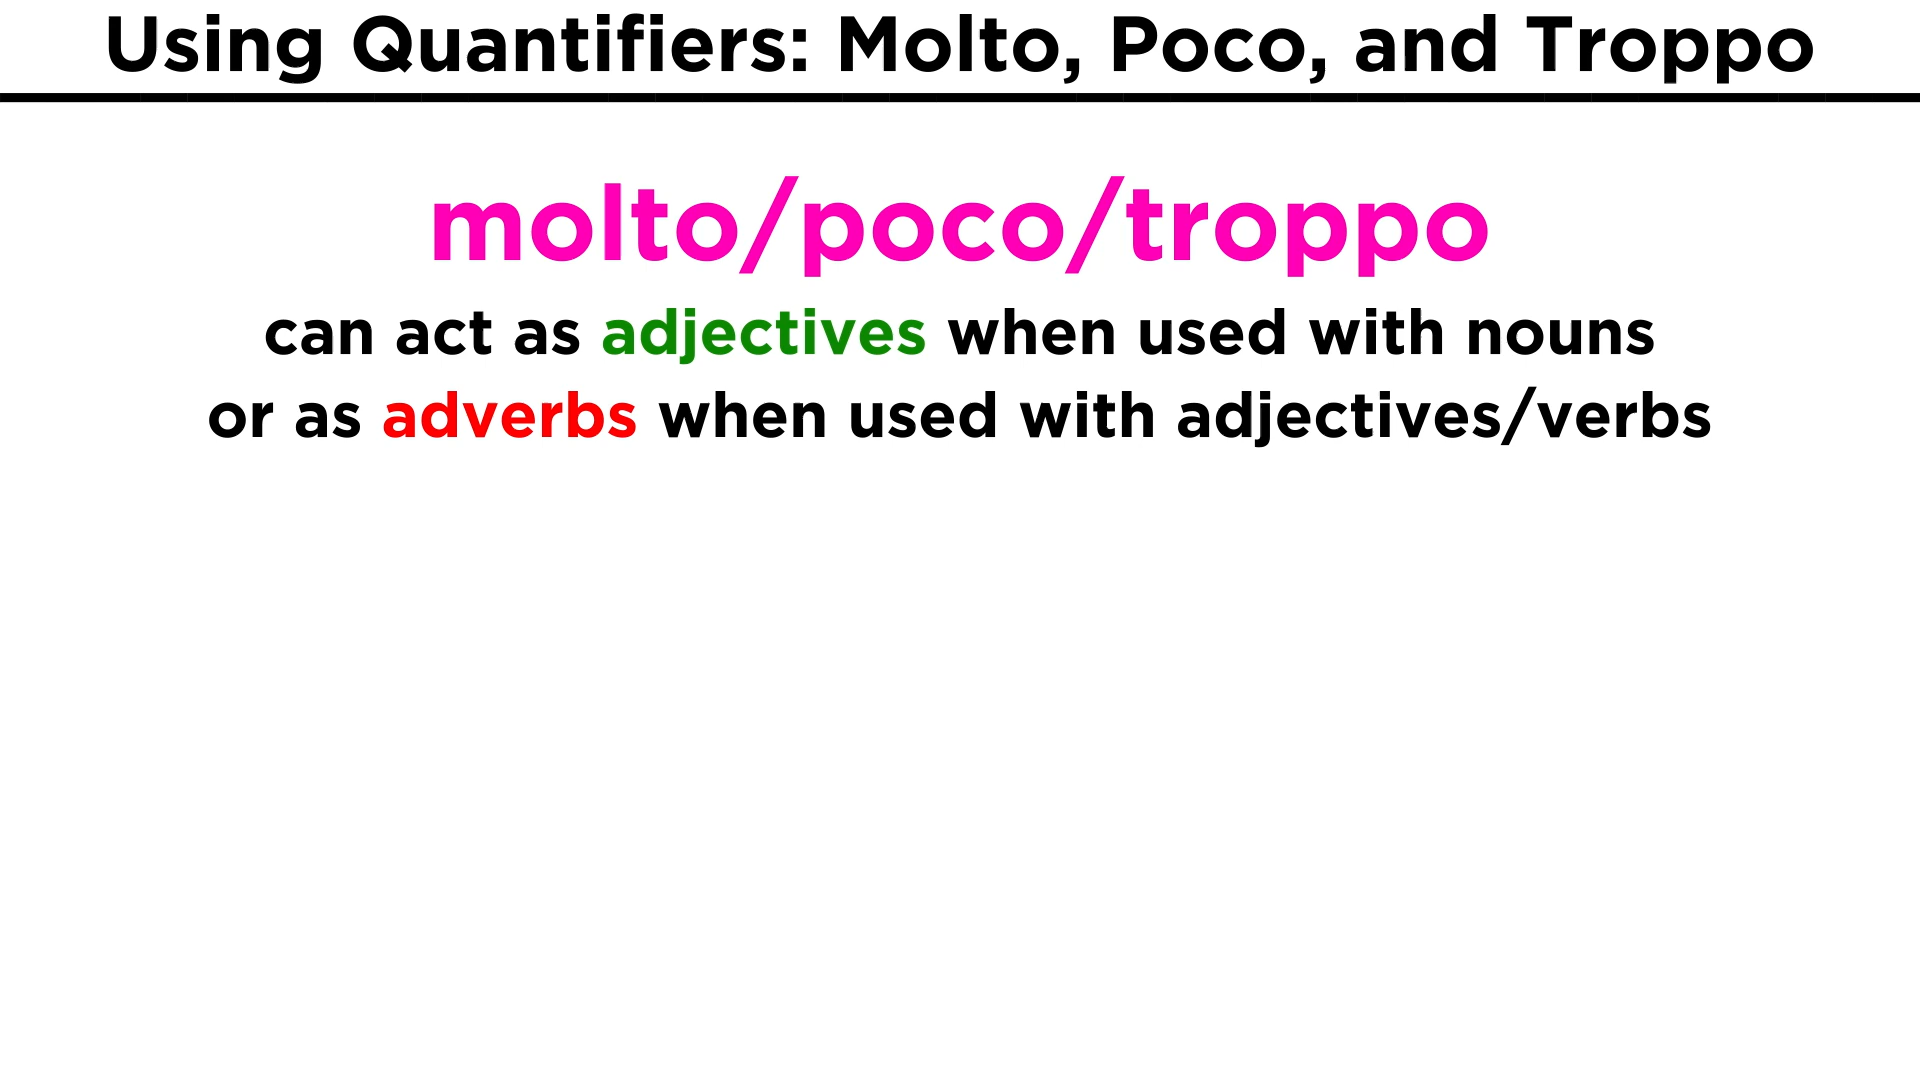 Using Quantifiers: Molto, Poco, and Troppo
molto/poco/troppo
can act as adjectives when used with nouns
or as adverbs when used with adjectives/verbs